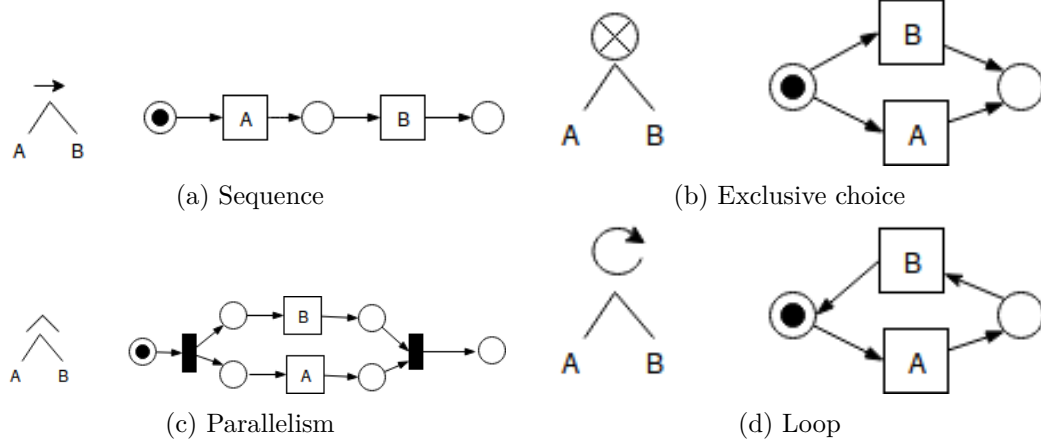 A B
A
B
(a) Sequence
A B
B
A
(b) Exclusive choice
A B
B
A
(c) Parallelism
A B
B
A
(d) Loop